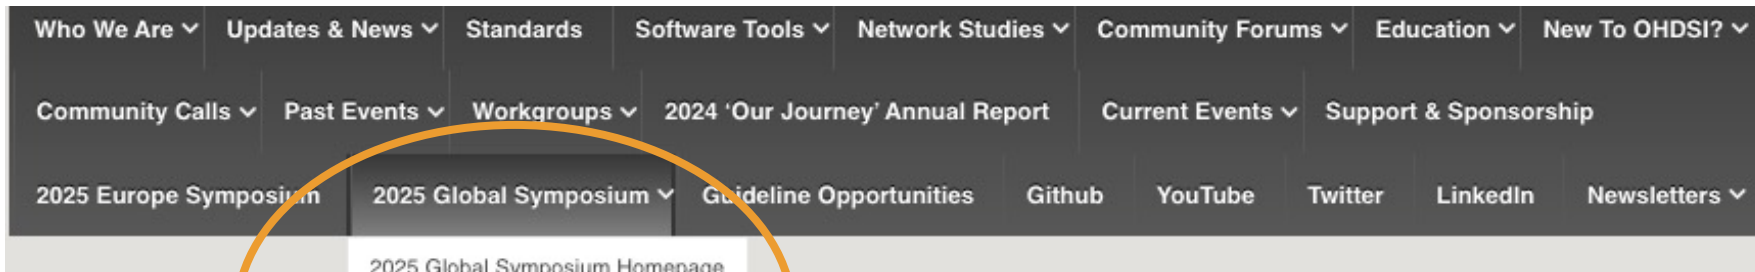 Who We Are Updates & News Standards Software Tools Network Studies Community Forums Education New To OHDSI?
Community Calls Past Events Workgroups 2024 ‘Our Journey’ Annual Report Current Events Support & Sponsorship
2025 Europe Symposium 2025 Global Symposium Guideline Opportunities Github YouTube Twitter LinkedIn Newsletters
2025 Global Symposium Homepage